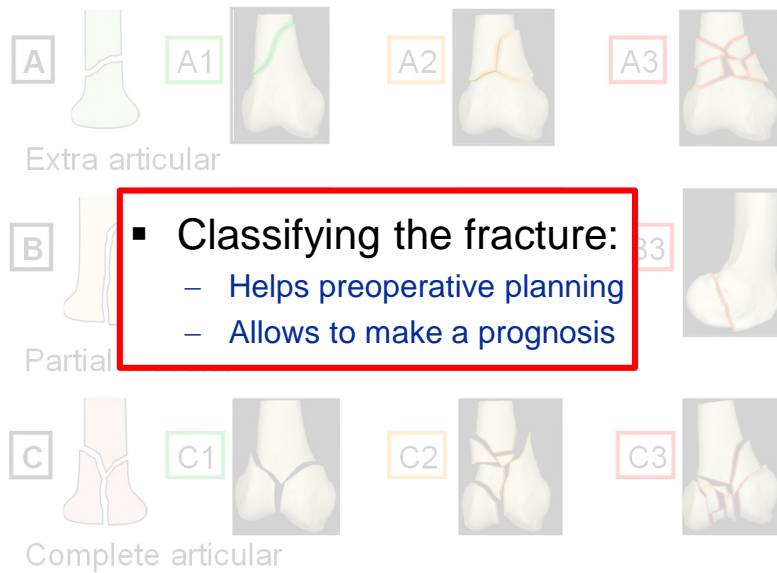 A A1 A2 A3
Extra articular
▪ Classifying the fracture:
B B3
– Helps preoperative planning
– Allows to make a prognosis
Partial
C C1 C2 C3
Complete articular